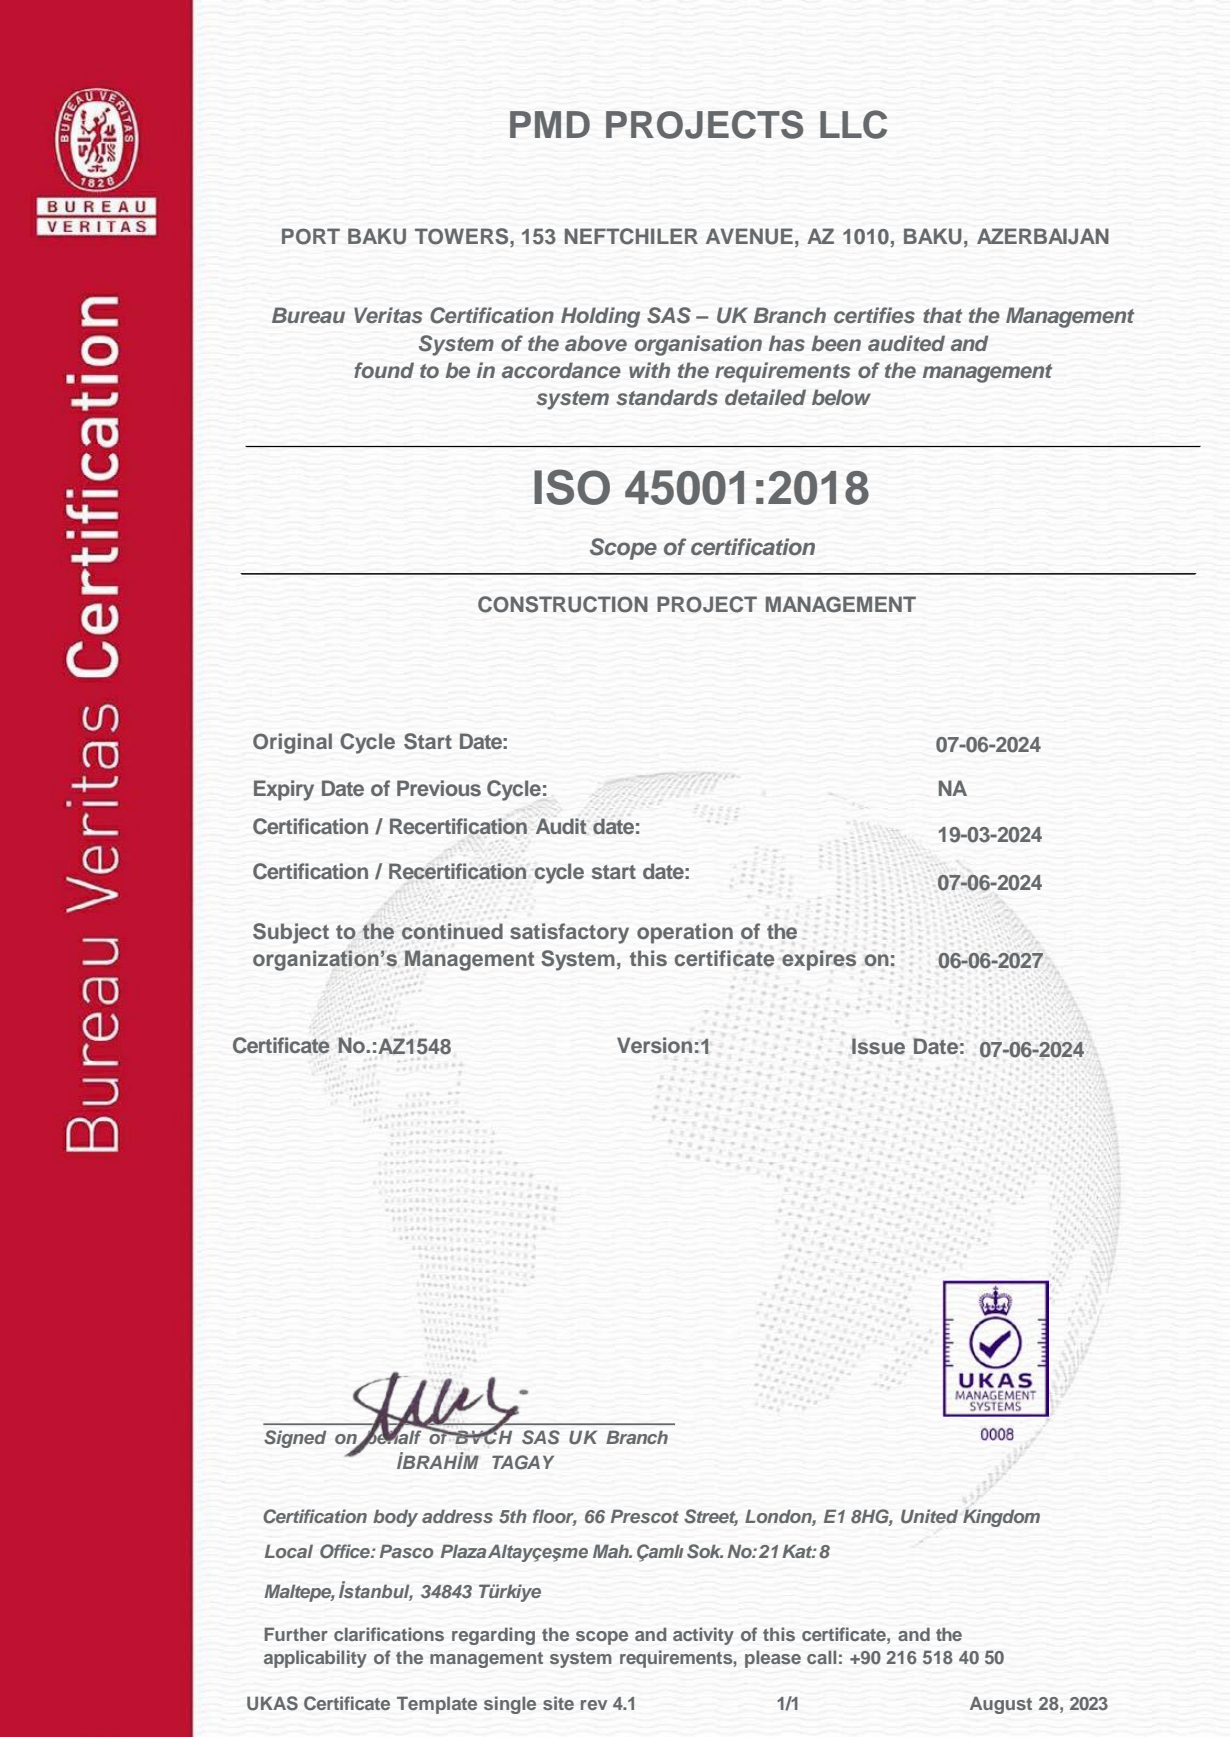 BUREAU VERITAS
1828
BUREAU
VERITAS
Bureau Veritas Certification
PMD PROJECTS LLC
PORT BAKU TOWERS, 153 NEFTCHILER AVENUE, AZ 1010, BAKU, AZERBAIJAN
Bureau Veritas Certification Holding SAS – UK Branch certifies that the Management
System of the above organisation has been audited and
found to be in accordance with the requirements of the management
system standards detailed below
ISO 45001:2018
Scope of certification
CONSTRUCTION PROJECT MANAGEMENT
Original Cycle Start Date: 07-06-2024
Expiry Date of Previous Cycle: NA
Certification / Recertification Audit date: 19-03-2024
Certification / Recertification cycle start date: 07-06-2024
Subject to the continued satisfactory operation of the
organization’s Management System, this certificate expires on: 06-06-2027
Certificate No.:AZ1548 Version:1 Issue Date: 07-06-2024
UKAS
MANAGEMENT
SYSTEMS
0008
Signed on behalf of BVCH SAS UK Branch
İBRAHİM TAGAY
Certification body address 5th floor, 66 Prescot Street, London, E1 8HG, United Kingdom
Local Office: Pasco Plaza Altayçeşme Mah. Çamlı Sok. No: 21 Kat: 8
Maltepe, İstanbul, 34843 Türkiye
Further clarifications regarding the scope and activity of this certificate, and the
applicability of the management system requirements, please call: +90 216 518 40 50
UKAS Certificate Template single site rev 4.1 1/1 August 28, 2023